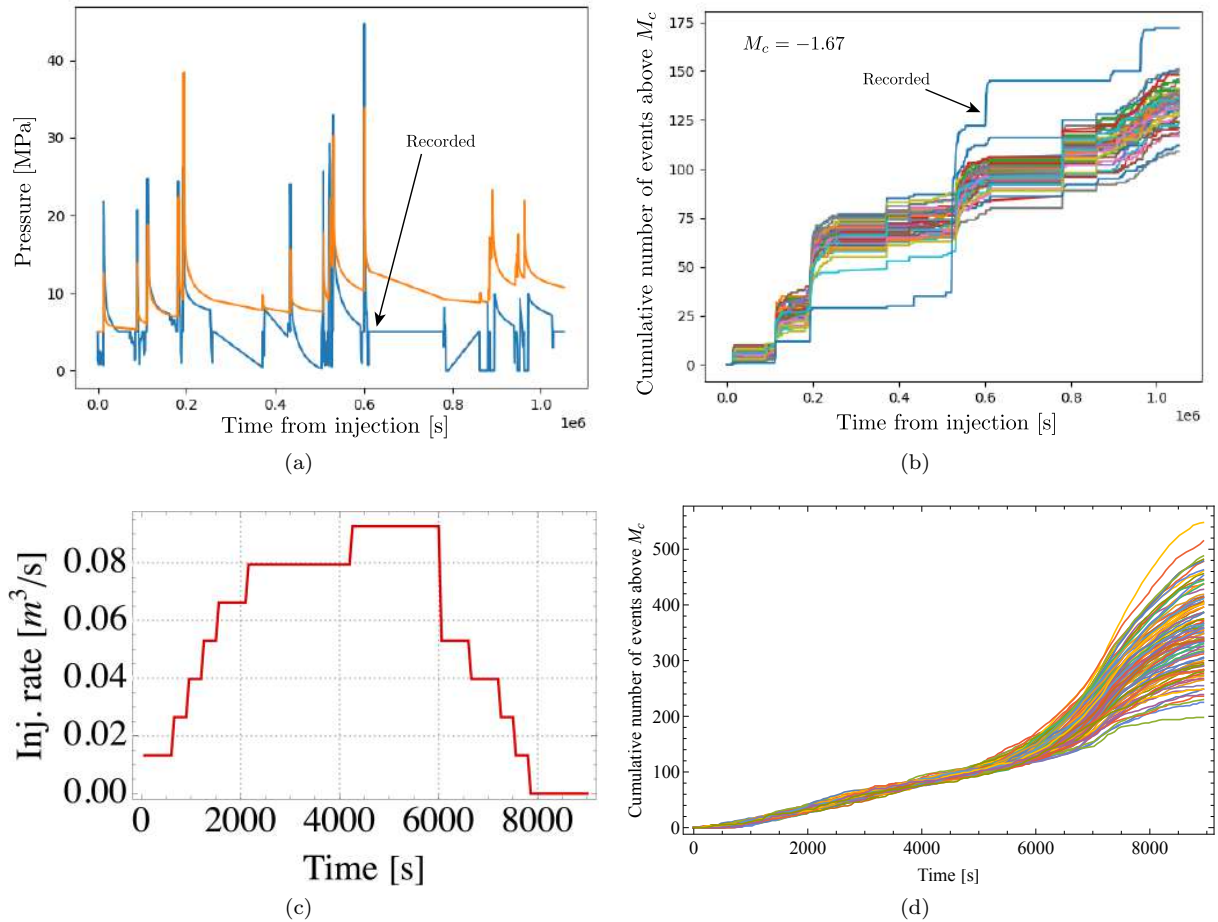 40
30
20
10
0
Pressure [MPa]
Recorded
0.0 0.2 0.4 0.6 0.8 1.0
1e6
Time from injection [s]
(a)
175
150
125
100
75
50
25
0
Cumulative number of events above M_c
M_c = −1.67
Recorded
0.0 0.2 0.4 0.6 0.8 1.0
1e6
Time from injection [s]
(b)
0.08
0.06
0.04
0.02
0.00
Inj. rate [m³/s]
0 2000 4000 6000 8000
Time [s]
(c)
500
400
300
200
100
0
Cumulative number of events above M_c
0 2000 4000 6000 8000
Time [s]
(d)